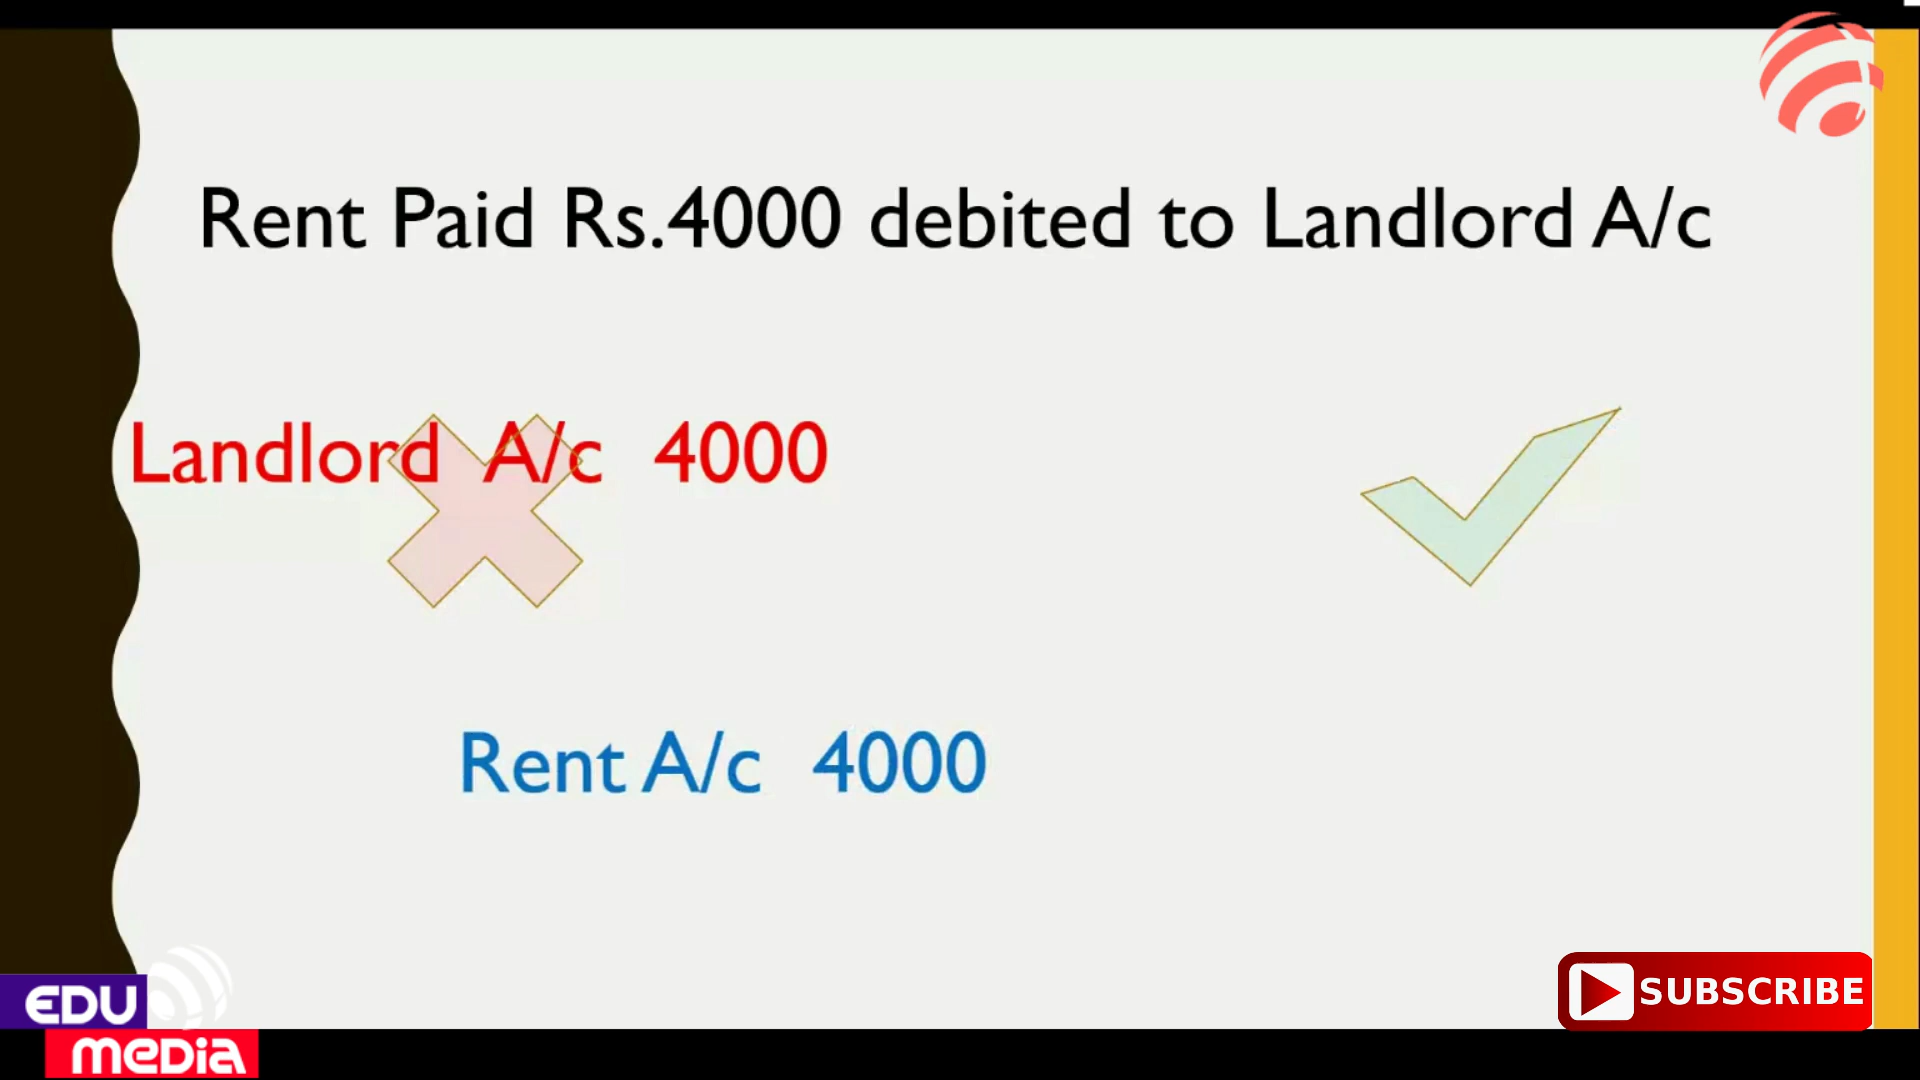 Rent Paid Rs.4000 debited to Landlord A/c
Landlord A/c 4000
Rent A/c 4000
EDU
meDia
SUBSCRIBE